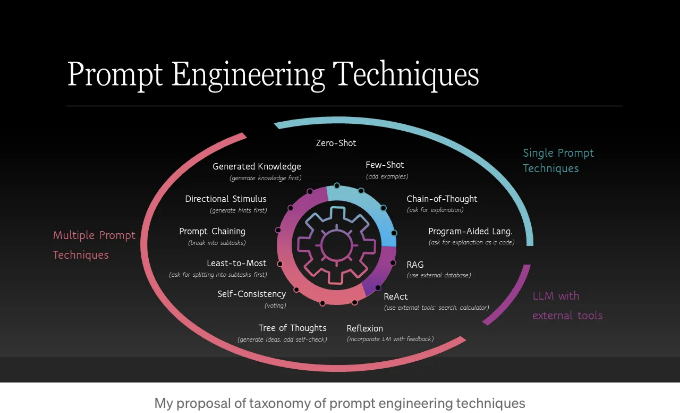 Prompt Engineering Techniques
Zero-Shot
Few-Shot
(add examples)
Chain-of-Thought
(ask for explanation)
Program-Aided Lang.
(ask for explanation as a code)
RAG
(use external database)
ReAct
(use external tools: search, calculator)
Reflexion
(incorporate LM with feedback)
Tree of Thoughts
(generate ideas, add self-check)
Self-Consistency
(voting)
Least-to-Most
(ask for splitting into subtasks first)
Prompt Chaining
(break into subtasks)
Directional Stimulus
(generate hints first)
Generated Knowledge
(generate knowledge first)
Single Prompt
Techniques
LLM with
external tools
Multiple Prompt
Techniques
My proposal of taxonomy of prompt engineering techniques